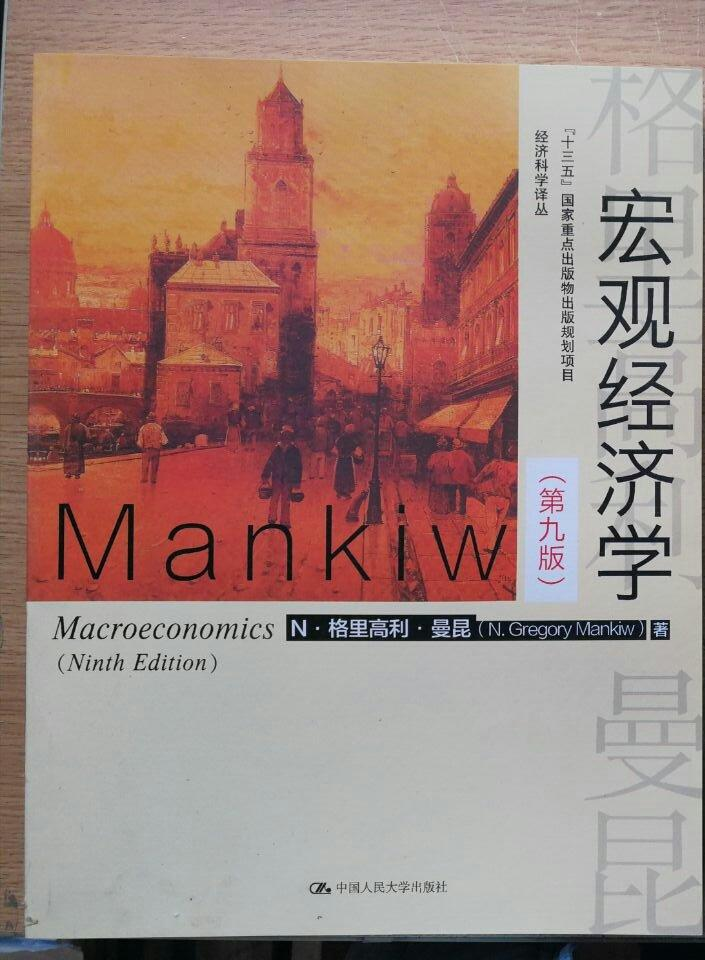 格里高利·曼昆
宏观经济学
（第九版）
『十三五』国家重点出版物出版规划项目
经济科学译丛
Mankiw
Macroeconomics
(Ninth Edition)
N·格里高利·曼昆（N. Gregory Mankiw）著
中国人民大学出版社